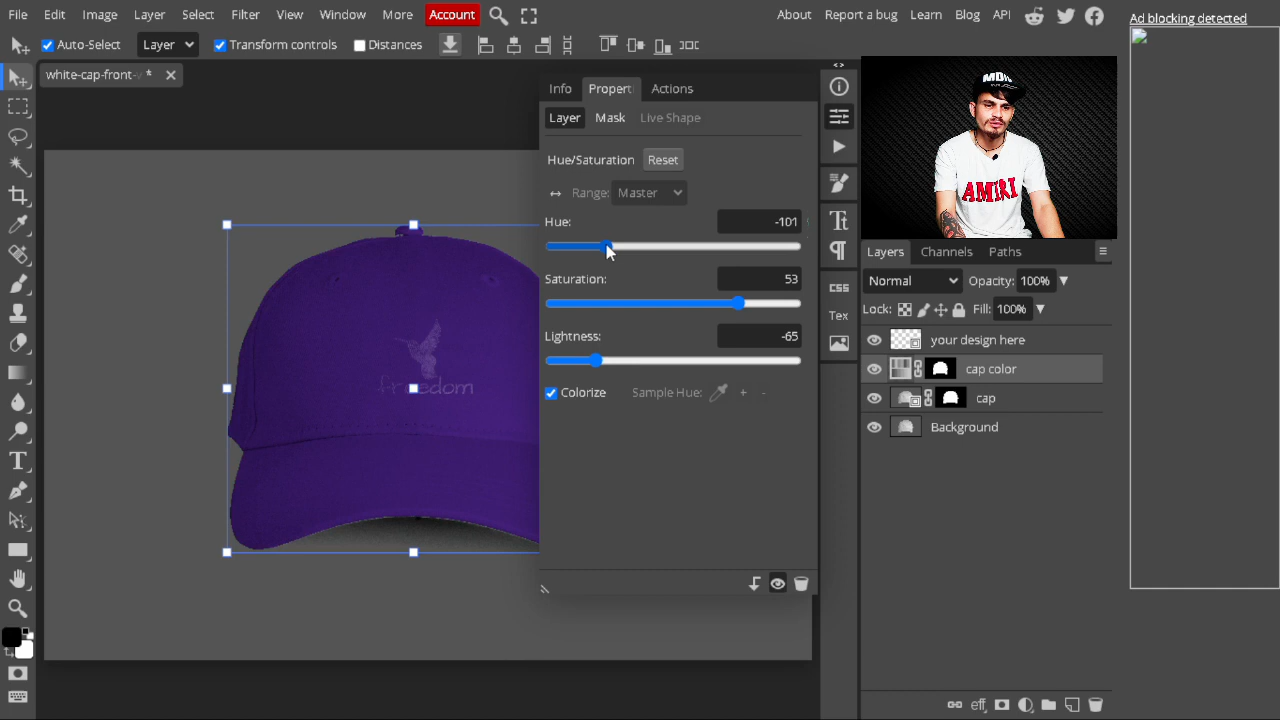 File Edit Image Layer Select Filter View Window More Account About Report a bug Learn Blog API
Ad blocking detected
Auto-Select Layer Transform controls Distances
white-cap-front-v *
Info Propert Actions
Layer Mask Live Shape
Hue/Saturation Reset
Range: Master
Hue: -101
Saturation: 53
Lightness: -65
Colorize Sample Hue: + -
freedom
CSS
Tex
AMIRI
Layers Channels Paths
Normal Opacity: 100%
Lock: Fill: 100%
your design here
cap color
cap
Background
eff